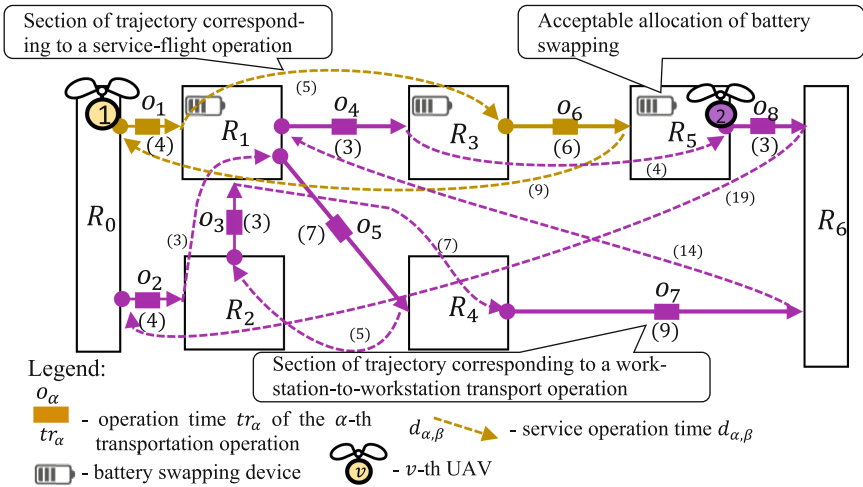 Section of trajectory correspond-
ing to a service-flight operation
Acceptable allocation of battery
swapping
1
o₁
(4)
R₁
(5)
o₄
(3)
R₃
o₆
(6)
R₅
2
o₈
(3)
(9)
(4)
(19)
R₀
(3)
o₃
(3)
(7)
o₅
(7)
(14)
R₆
o₂
(4)
R₂
(5)
R₄
o₇
(9)
Section of trajectory corresponding to a work-
station-to-workstation transport operation
Legend:
oα
trα
- operation time trα of the α-th
transportation operation
dα,β
- service operation time dα,β
- battery swapping device
v
- v-th UAV